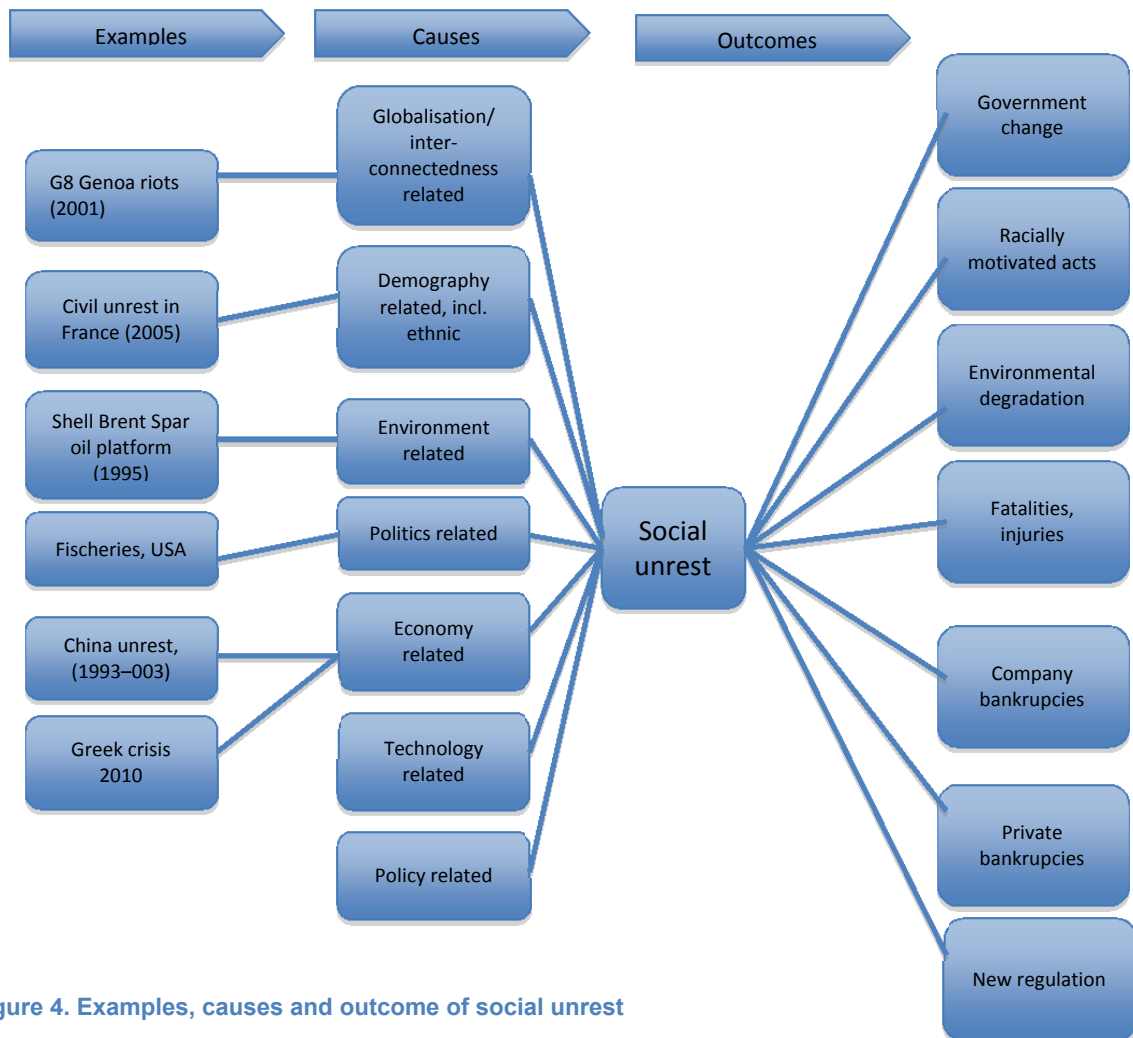 Examples
Causes
Outcomes
G8 Genoa riots
(2001)
Civil unrest in
France (2005)
Shell Brent Spar
oil platform
(1995)
Fischeries, USA
China unrest,
(1993–003)
Greek crisis
2010
Globalisation/
inter-
connectedness
related
Demography
related, incl.
ethnic
Environment
related
Politics related
Economy
related
Technology
related
Policy related
Social
unrest
Government
change
Racially
motivated acts
Environmental
degradation
Fatalities,
injuries
Company
bankrupcies
Private
bankrupcies
New regulation
gure 4. Examples, causes and outcome of social unrest